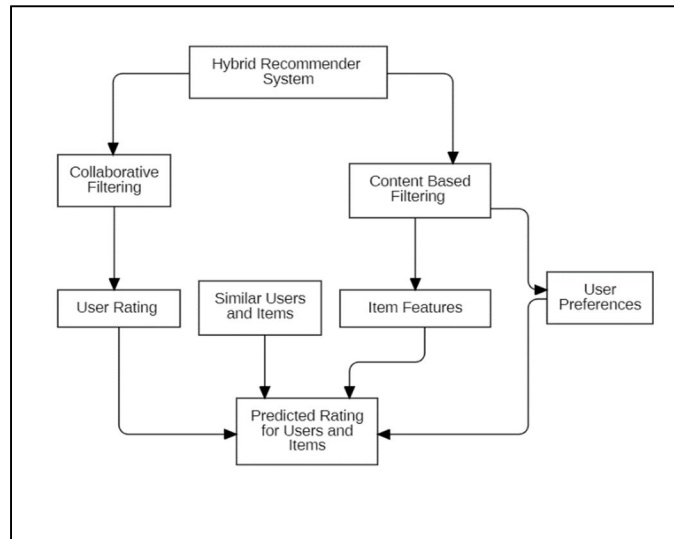 Hybrid Recommender
System
Collaborative
Filtering
Content Based
Filtering
User Rating
Similar Users
and Items
Item Features
User
Preferences
Predicted Rating
for Users and
Items